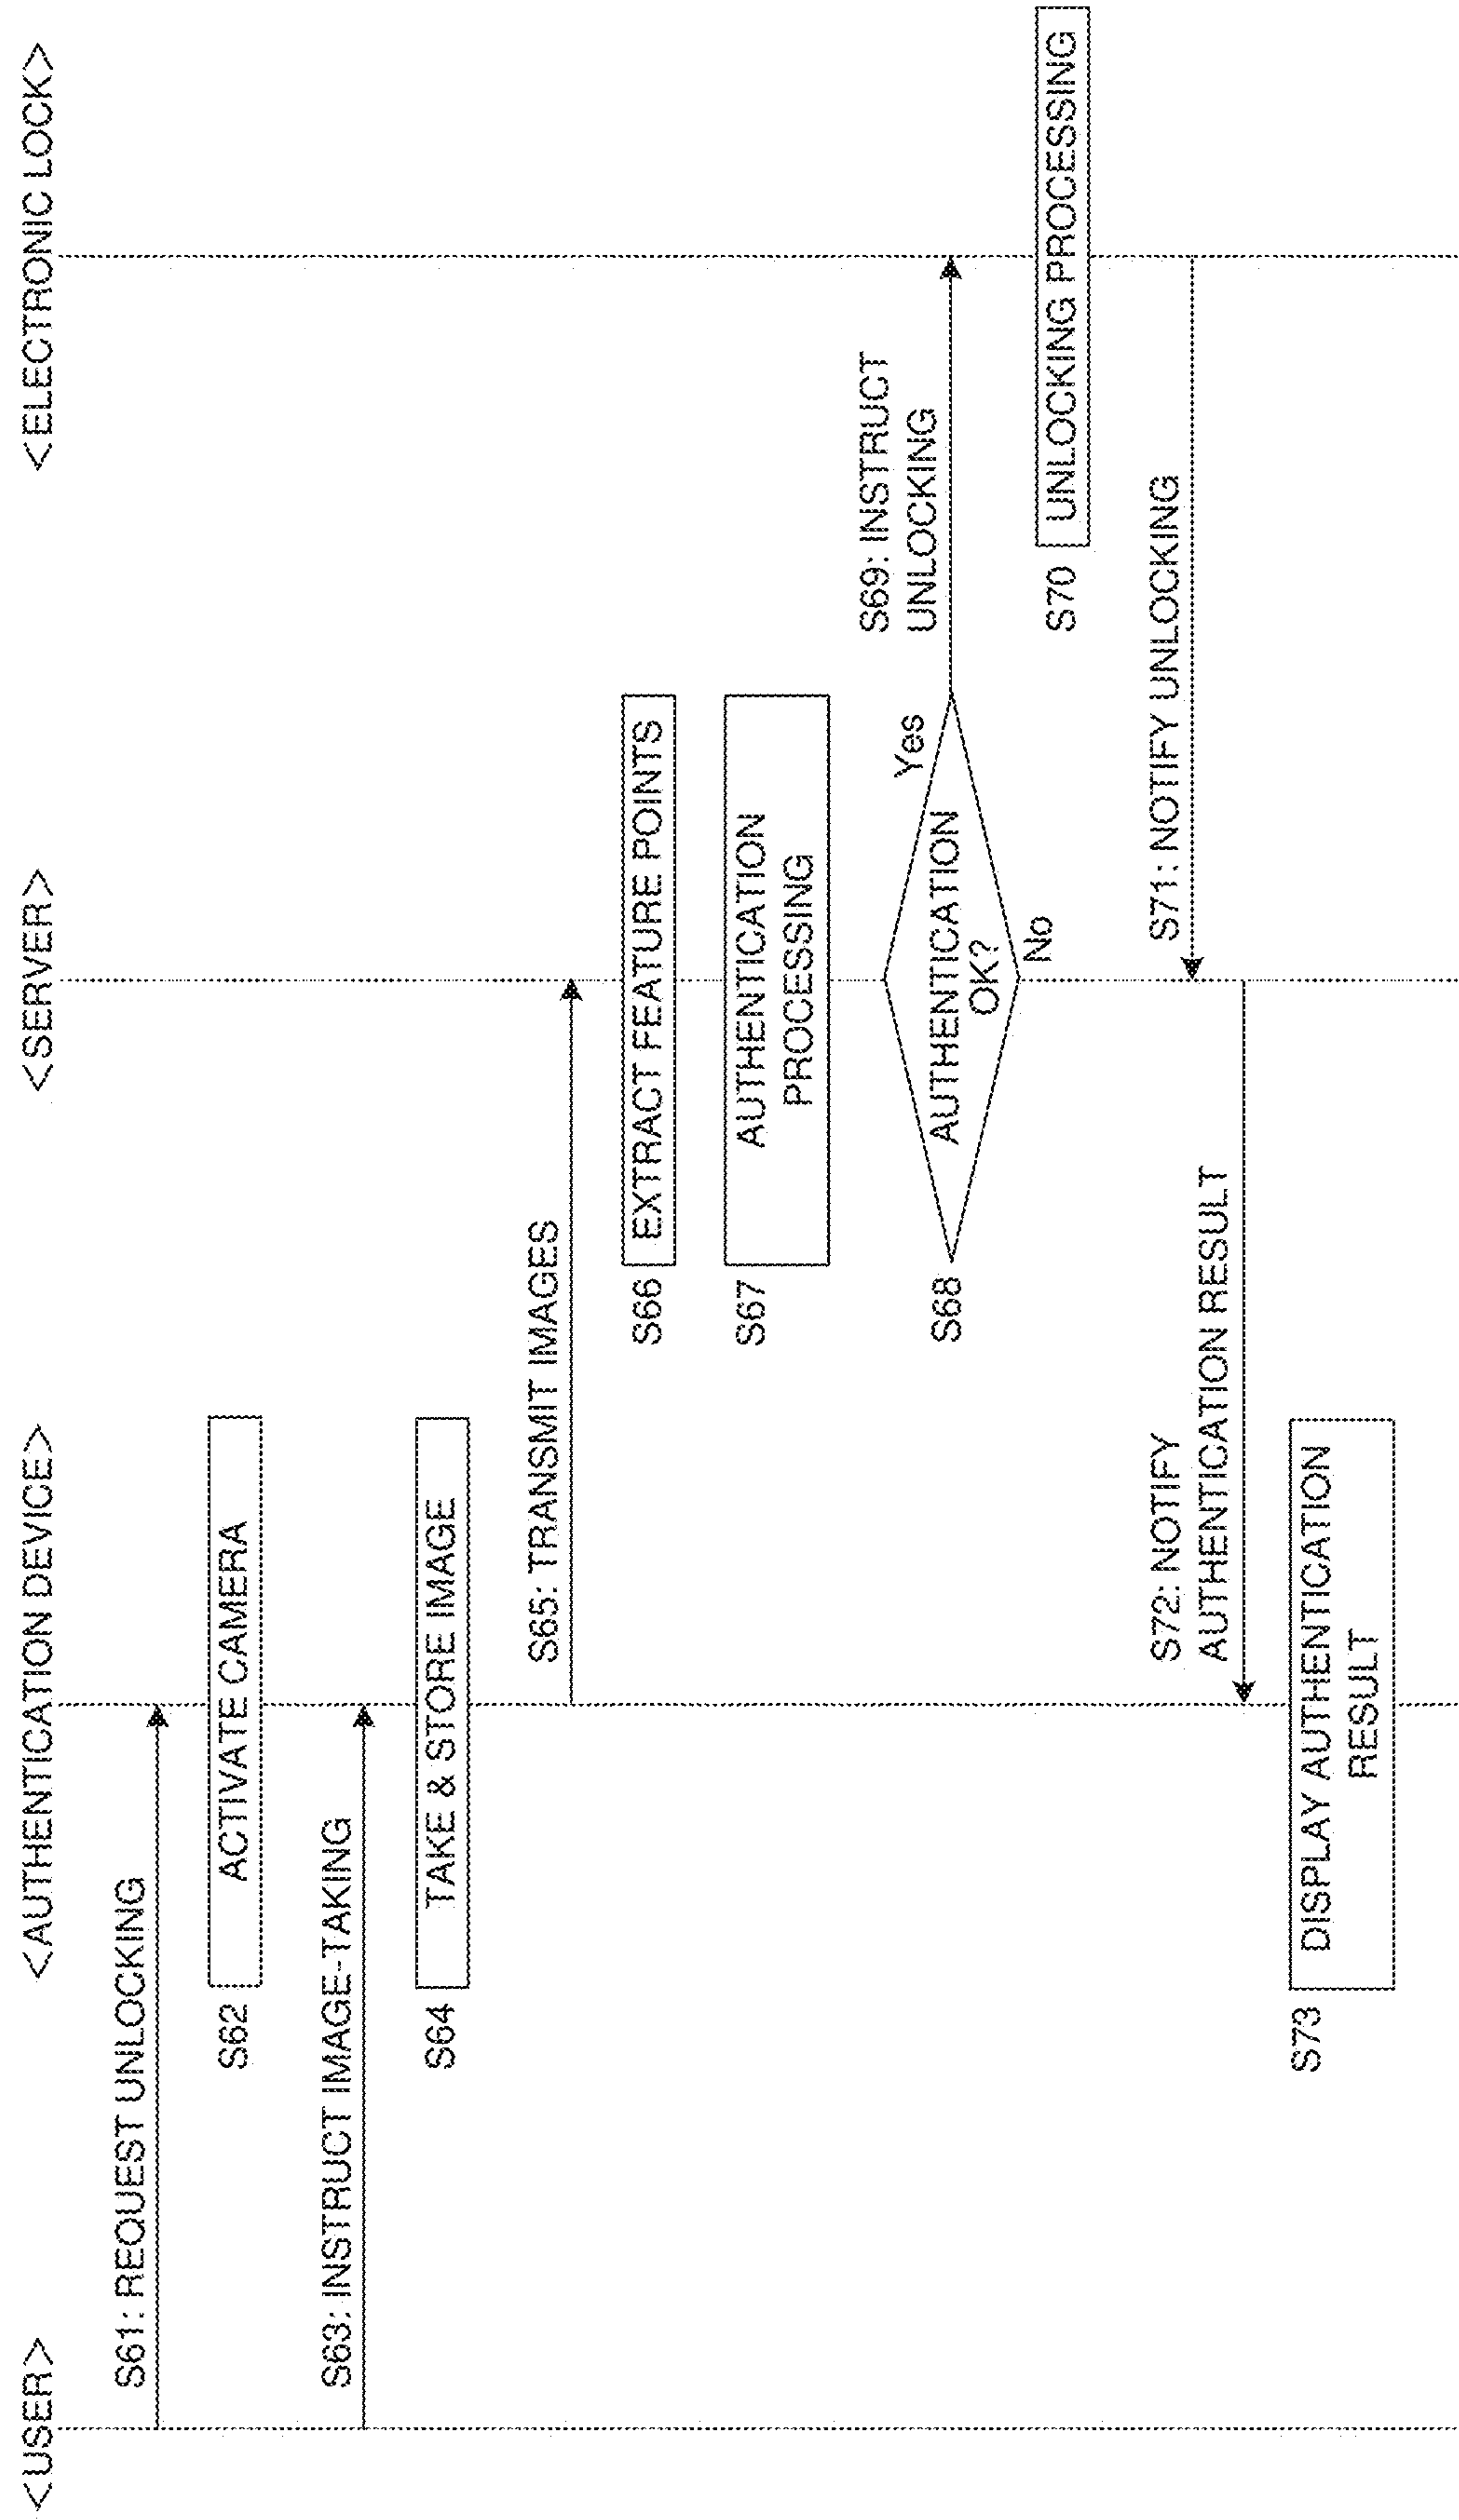 <USER>
<AUTHENTICATION DEVICE>
<SERVER>
<ELECTRONIC LOCK>
S61: REQUEST UNLOCKING
S62
ACTIVATE CAMERA
S63: INSTRUCT IMAGE-TAKING
S64
TAKE & STORE IMAGE
S65: TRANSMIT IMAGES
S66
EXTRACT FEATURE POINTS
S67
AUTHENTICATION
PROCESSING
S68
AUTHENTICATION
OK?
Yes
No
S69: INSTRUCT
UNLOCKING
S70
UNLOCKING PROCESSING
S71: NOTIFY UNLOCKING
S72: NOTIFY
AUTHENTICATION RESULT
S73
DISPLAY AUTHENTICATION
RESULT